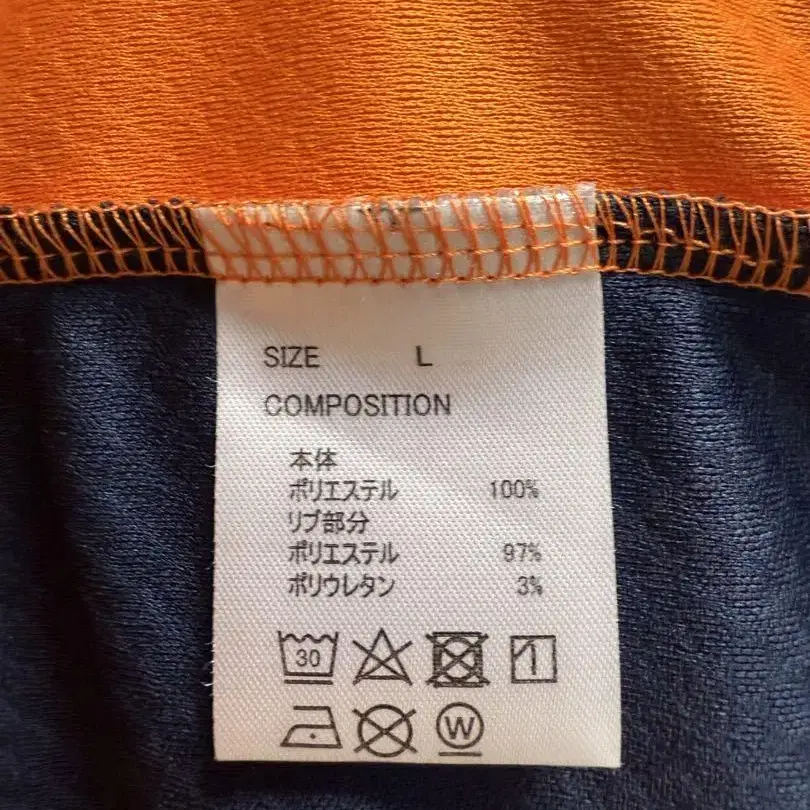 SIZE L
COMPOSITION
本体
ポリエステル 100%
リブ部分
ポリエステル 97%
ポリウレタン 3%
30
W